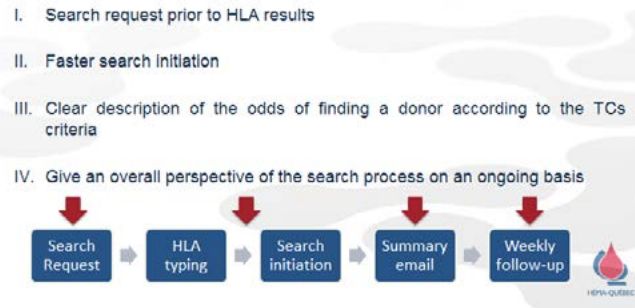 I. Search request prior to HLA results
II. Faster search initiation
III. Clear description of the odds of finding a donor according to the TCs
criteria
IV. Give an overall perspective of the search process on an ongoing basis
Search
Request
HLA
typing
Search
initiation
Summary
email
Weekly
follow-up
HÉMA-QUÉBEC